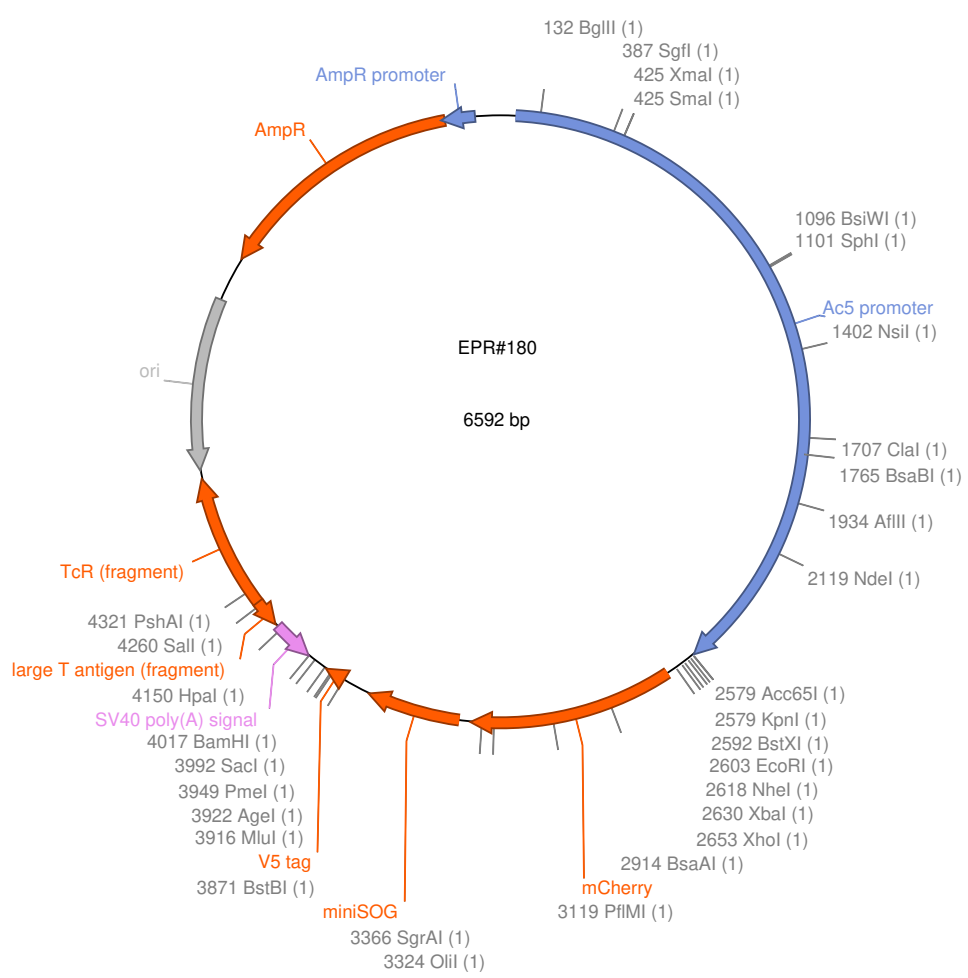 132 BglII (1)
387 SgfI (1)
425 XmaI (1)
425 SmaI (1)
AmpR promoter
AmpR
1096 BsiWI (1)
1101 SphI (1)
Ac5 promoter
1402 NsiI (1)
EPR#180
6592 bp
ori
1707 ClaI (1)
1765 BsaBI (1)
1934 AflII (1)
2119 NdeI (1)
TcR (fragment)
4321 PshAI (1)
4260 SalI (1)
large T antigen (fragment)
4150 HpaI (1)
SV40 poly(A) signal
4017 BamHI (1)
3992 SacI (1)
3949 PmeI (1)
3922 AgeI (1)
3916 MluI (1)
V5 tag
3871 BstBI (1)
miniSOG
3366 SgrAI (1)
3324 OliI (1)
2579 Acc65I (1)
2579 KpnI (1)
2592 BstXI (1)
2603 EcoRI (1)
2618 NheI (1)
2630 XbaI (1)
2653 XhoI (1)
2914 BsaAI (1)
mCherry
3119 PflMI (1)